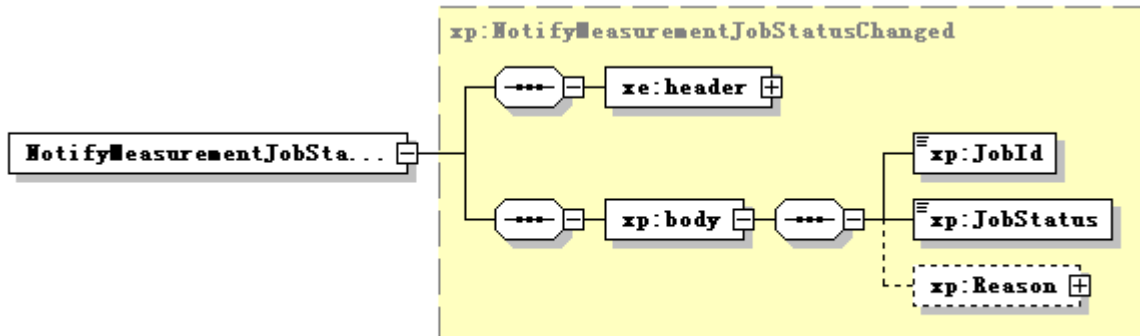 xp:NotifyMeasurementJobStatusChanged
xe:header
NotifyMeasurementJobSta...
xp:JobId
xp:body
xp:JobStatus
xp:Reason